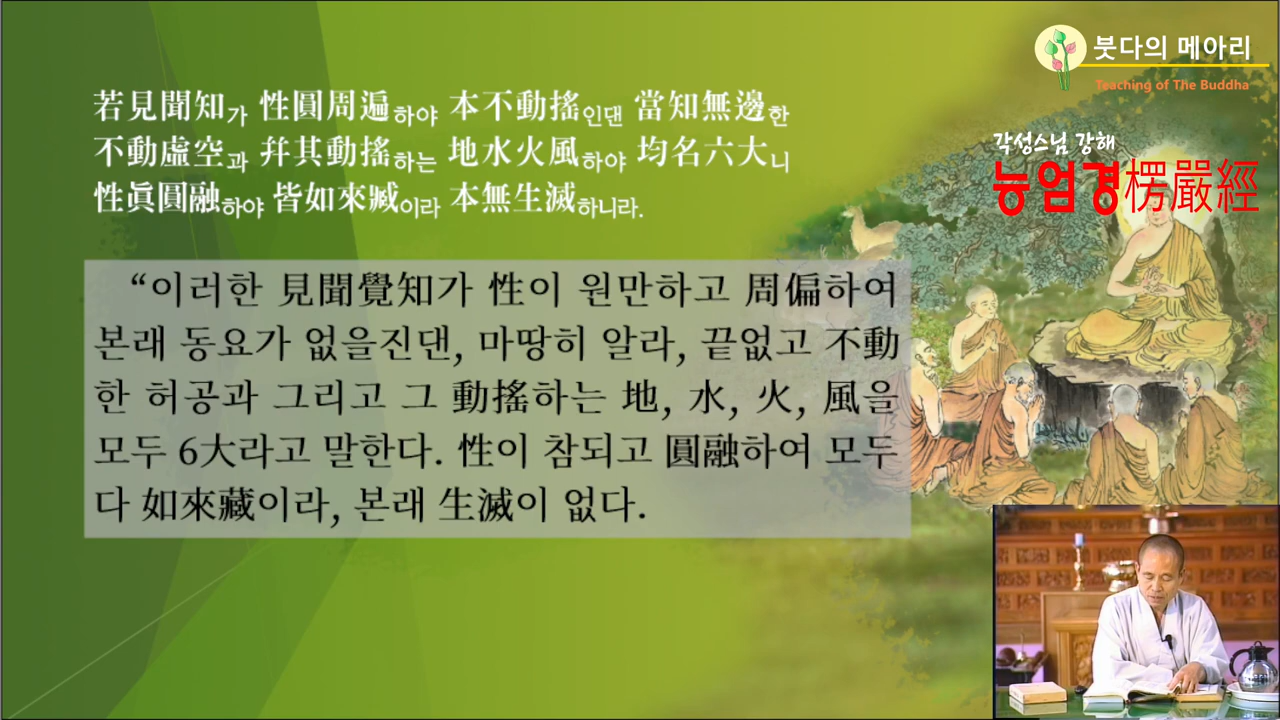 若見聞知가 性圓周遍하야 本不動搖인댄 當知無邊한
不動虛空과 幷其動搖하는 地水火風하야 均名六大니
性眞圓融하야 皆如來臧이라 本無生滅하니라.
“이러한 見聞覺知가 性이 원만하고 周偏하여
본래 동요가 없을진댄, 마땅히 알라, 끝없고 不動
한 허공과 그리고 그 動搖하는 地, 水, 火, 風을
모두 6大라고 말한다. 性이 참되고 圓融하여 모두
다 如來藏이라, 본래 生滅이 없다.
붓다의 메아리
Teaching of The Buddha
각성스님 강해
능엄경楞嚴經